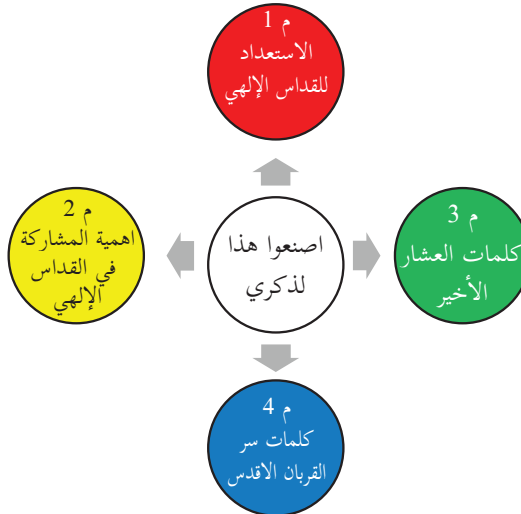 م 1
الاستعداد
للقداس الإلهي
م 2
اهمية المشاركة
في القداس
الإلهي
اصنعوا هذا
لذكري
م 3
كلمات العشار
الأخير
م 4
كلمات سر
القربان الاقدس